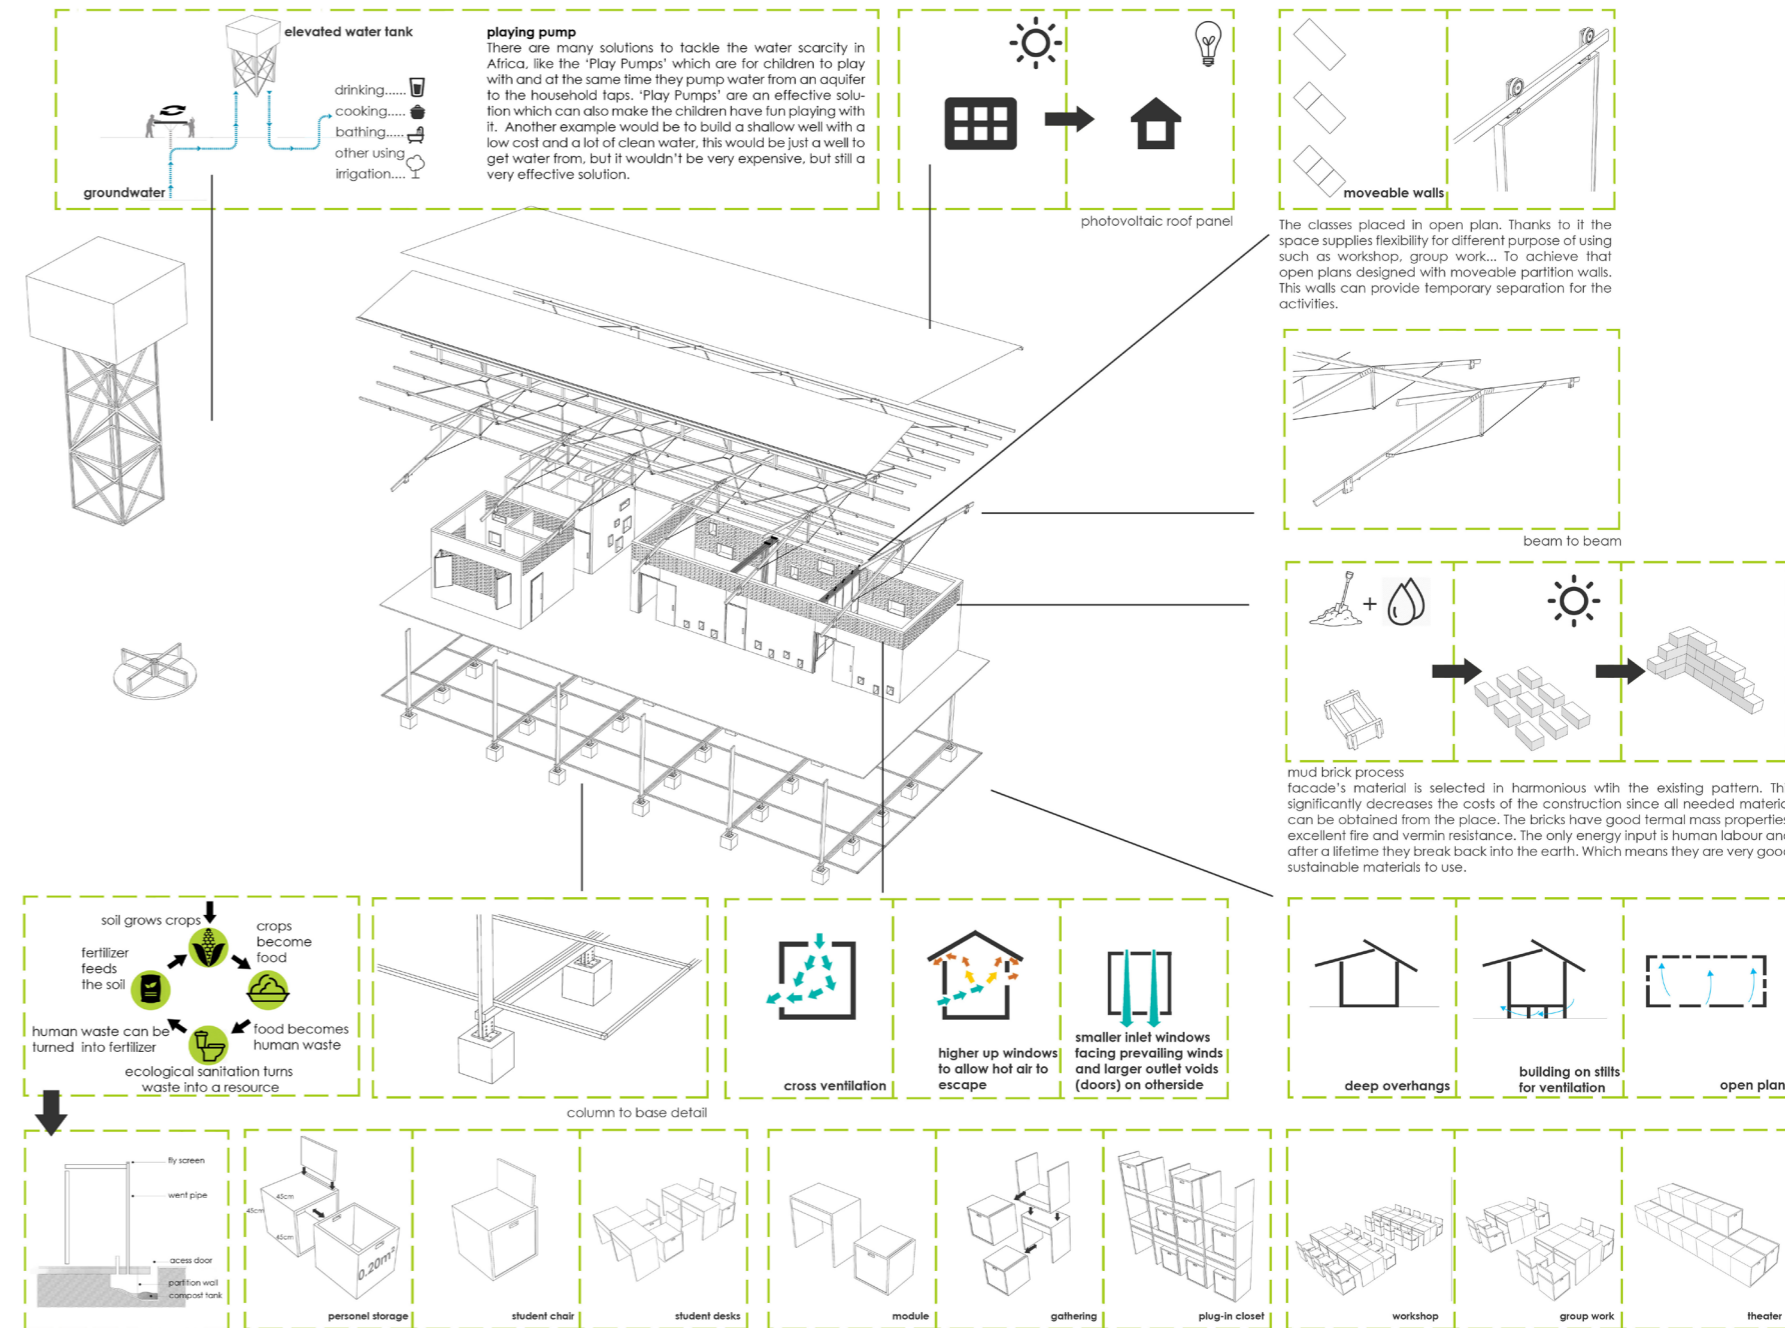 elevated water tank
drinking......
cooking.....
bathing.....
other using
irrigation....
groundwater
playing pump
There are many solutions to tackle the water scarcity in
Africa, like the ‘Play Pumps’ which are for children to play
with and at the same time they pump water from an aquifer
to the household taps. ‘Play Pumps’ are an effective solu-
tion which can also make the children have fun playing with
it. Another example would be to build a shallow well with a
low cost and a lot of clean water, this would be just a well to
get water from, but it wouldn't be very expensive, but still a
very effective solution.
photovoltaic roof panel
moveable walls
The classes placed in open plan. Thanks to it the
space supplies flexibility for different purpose of using
such as workshop, group work... To achieve that
open plans designed with moveable partition walls.
This walls can provide temporary separation for the
activities.
beam to beam
+
mud brick process
facade's material is selected in harmonious wtih the existing pattern. Thi
significantly decreases the costs of the construction since all needed materia
can be obtained from the place. The bricks have good termal mass properties
excellent fire and vermin resistance. The only energy input is human labour and
after a lifetime they break back into the earth. Which means they are very good
sustainable materials to use.
soil grows crops
crops
become
food
fertilizer
feeds
the soil
human waste can be
turned into fertilizer
food becomes
human waste
ecological sanitation turns
waste into a resource
column to base detail
cross ventilation
higher up windows
to allow hot air to
escape
smaller inlet windows
facing prevailing winds
and larger outlet voids
(doors) on otherside
deep overhangs
building on stilts
for ventilation
open plan
fly screen
went pipe
acess door
partition wall
compost tank
45cm
45cm
45cm
0.20m³
personel storage
student chair
student desks
module
gathering
plug-in closet
workshop
group work
theater